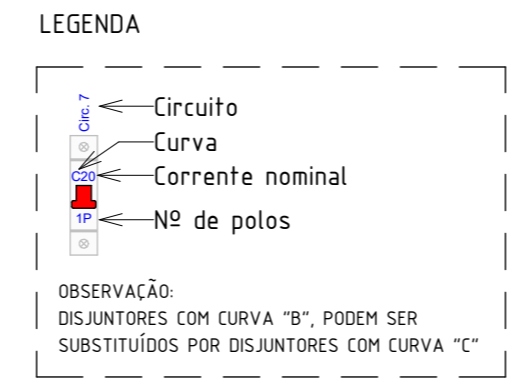 LEGENDA
Circ. 7
Circuito
Curva
C20
Corrente nominal
1P
Nº de polos
OBSERVAÇÃO:
DISJUNTORES COM CURVA "B", PODEM SER
SUBSTITUÍDOS POR DISJUNTORES COM CURVA "C"